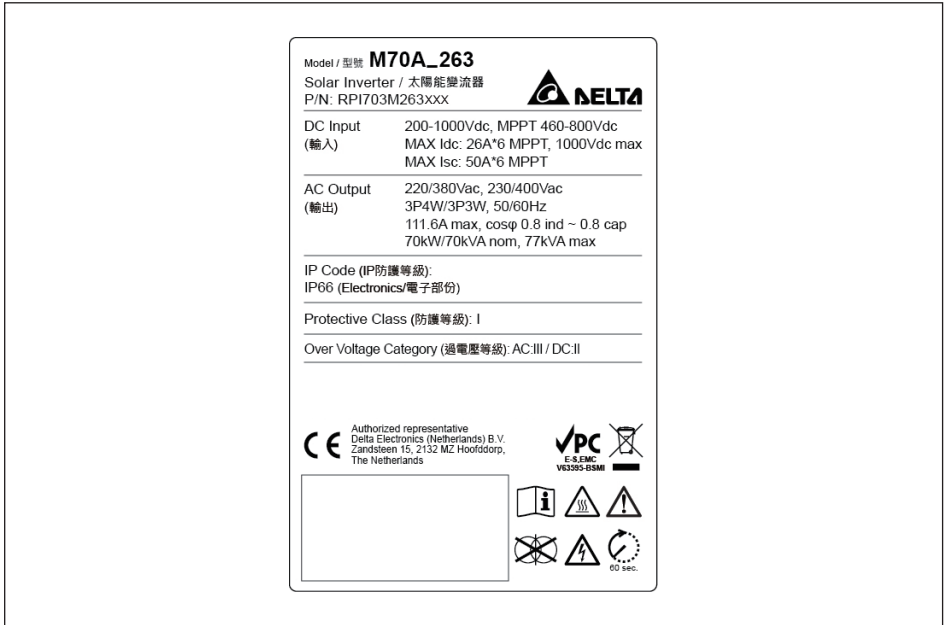 Model / 型號 M70A_263
Solar Inverter / 太陽能變流器
P/N: RPI703M263XXX
DELTA
DC Input 200-1000Vdc, MPPT 460-800Vdc
(輸入) MAX Idc: 26A*6 MPPT, 1000Vdc max
MAX Isc: 50A*6 MPPT
AC Output 220/380Vac, 230/400Vac
(輸出) 3P4W/3P3W, 50/60Hz
111.6A max, cosφ 0.8 ind ~ 0.8 cap
70kW/70kVA nom, 77kVA max
IP Code (IP防護等級):
IP66 (Electronics/電子部份)
Protective Class (防護等級): I
Over Voltage Category (過電壓等級): AC:III / DC:II
CE
Authorized representative
Delta Electronics (Netherlands) B.V.
Zandsteen 15, 2132 MZ Hoofddorp,
The Netherlands
VPC
E-S,EMC
V63595-BSMI
i
60 sec.